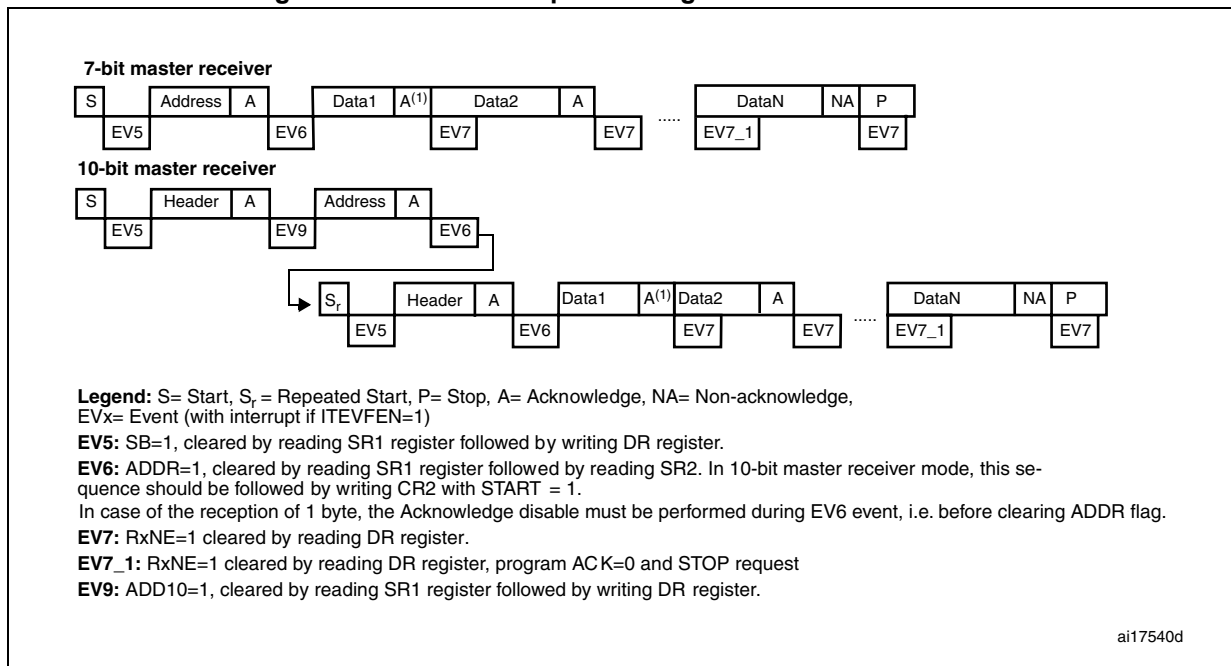 7-bit master receiver
S Address A Data1 A(1) Data2 A ..... DataN NA P
EV5 EV6 EV7 EV7 EV7_1 EV7
10-bit master receiver
S Header A Address A
EV5 EV9 EV6
Sr Header A Data1 A(1) Data2 A ..... DataN NA P
EV5 EV6 EV7 EV7 EV7_1 EV7
Legend: S= Start, Sr = Repeated Start, P= Stop, A= Acknowledge, NA= Non-acknowledge,
EVx= Event (with interrupt if ITEVFEN=1)
EV5: SB=1, cleared by reading SR1 register followed by writing DR register.
EV6: ADDR=1, cleared by reading SR1 register followed by reading SR2. In 10-bit master receiver mode, this se-
quence should be followed by writing CR2 with START = 1.
In case of the reception of 1 byte, the Acknowledge disable must be performed during EV6 event, i.e. before clearing ADDR flag.
EV7: RxNE=1 cleared by reading DR register.
EV7_1: RxNE=1 cleared by reading DR register, program ACK=0 and STOP request
EV9: ADD10=1, cleared by reading SR1 register followed by writing DR register.
ai17540d